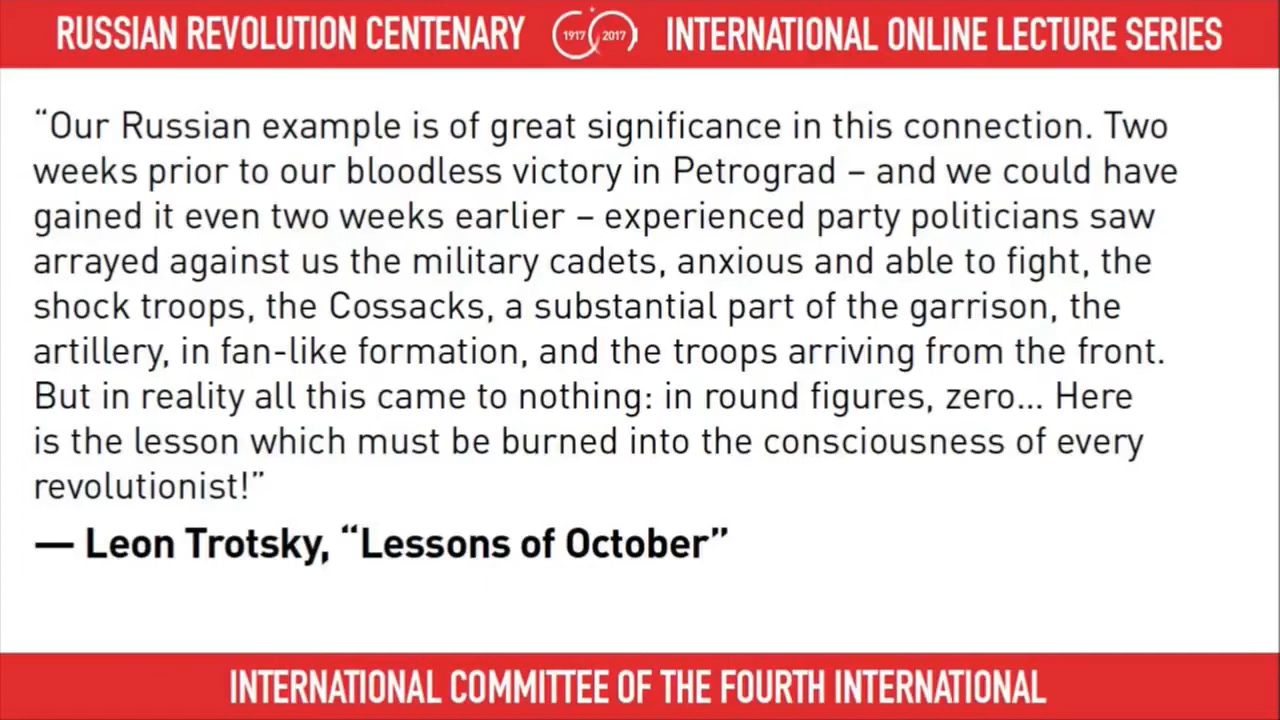 RUSSIAN REVOLUTION CENTENARY 1917 2017 INTERNATIONAL ONLINE LECTURE SERIES
“Our Russian example is of great significance in this connection. Two
weeks prior to our bloodless victory in Petrograd – and we could have
gained it even two weeks earlier – experienced party politicians saw
arrayed against us the military cadets, anxious and able to fight, the
shock troops, the Cossacks, a substantial part of the garrison, the
artillery, in fan-like formation, and the troops arriving from the front.
But in reality all this came to nothing: in round figures, zero... Here
is the lesson which must be burned into the consciousness of every
revolutionist!”
— Leon Trotsky, “Lessons of October”
INTERNATIONAL COMMITTEE OF THE FOURTH INTERNATIONAL